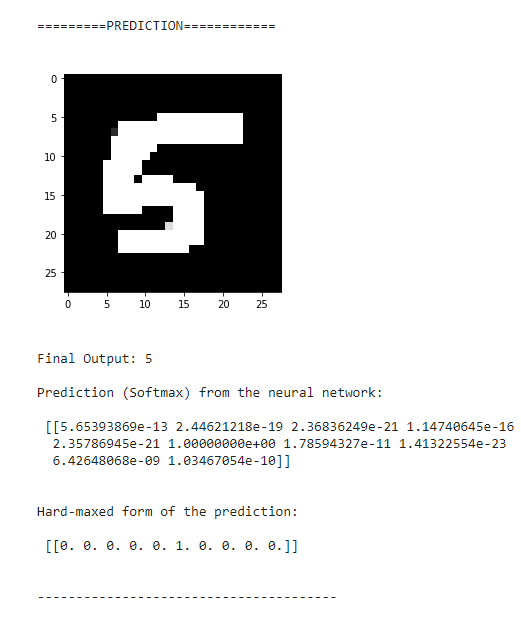 =========PREDICTION============
0
5
10
15
20
25
0 5 10 15 20 25
5
Final Output: 5
Prediction (Softmax) from the neural network:
[[5.65393869e-13 2.44621218e-19 2.36836249e-21 1.14740645e-16
2.35786945e-21 1.00000000e+00 1.78594327e-11 1.41322554e-23
6.42648068e-09 1.03467054e-10]]
Hard-maxed form of the prediction:
[[0. 0. 0. 0. 0. 1. 0. 0. 0. 0.]]
---------------------------------------